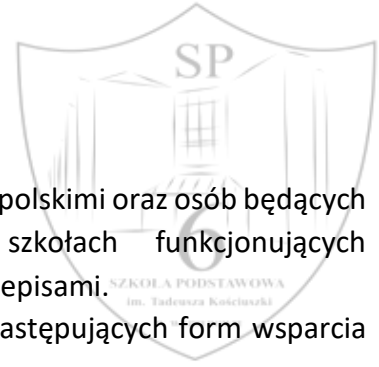 SP
polskimi oraz osób będących
szkołach funkcjonujących
episami.
6
SZKOŁA PODSTAWOWA
im. Tadeusza Kościuszki
astępujących form wsparcia